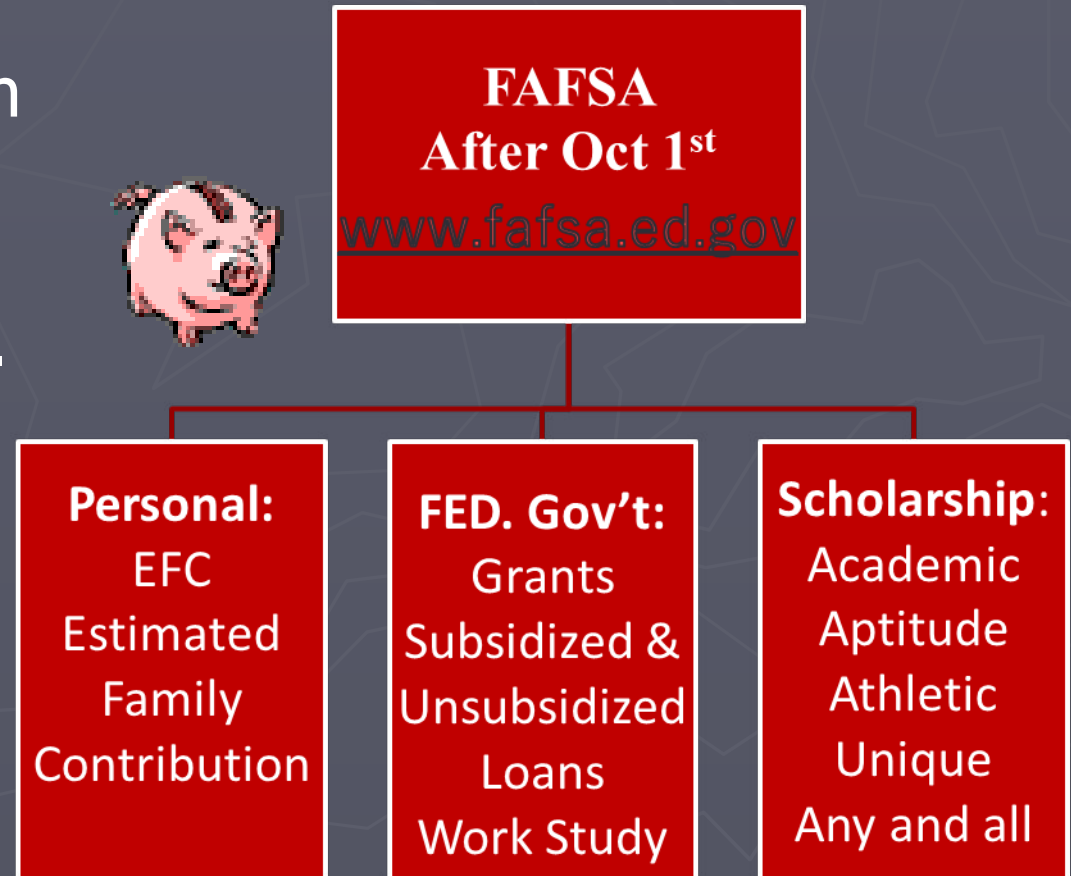 FAFSA
After Oct 1st
www.fafsa.ed.gov
Personal:
EFC
Estimated
Family
Contribution
FED. Gov’t:
Grants
Subsidized &
Unsubsidized
Loans
Work Study
Scholarship:
Academic
Aptitude
Athletic
Unique
Any and all